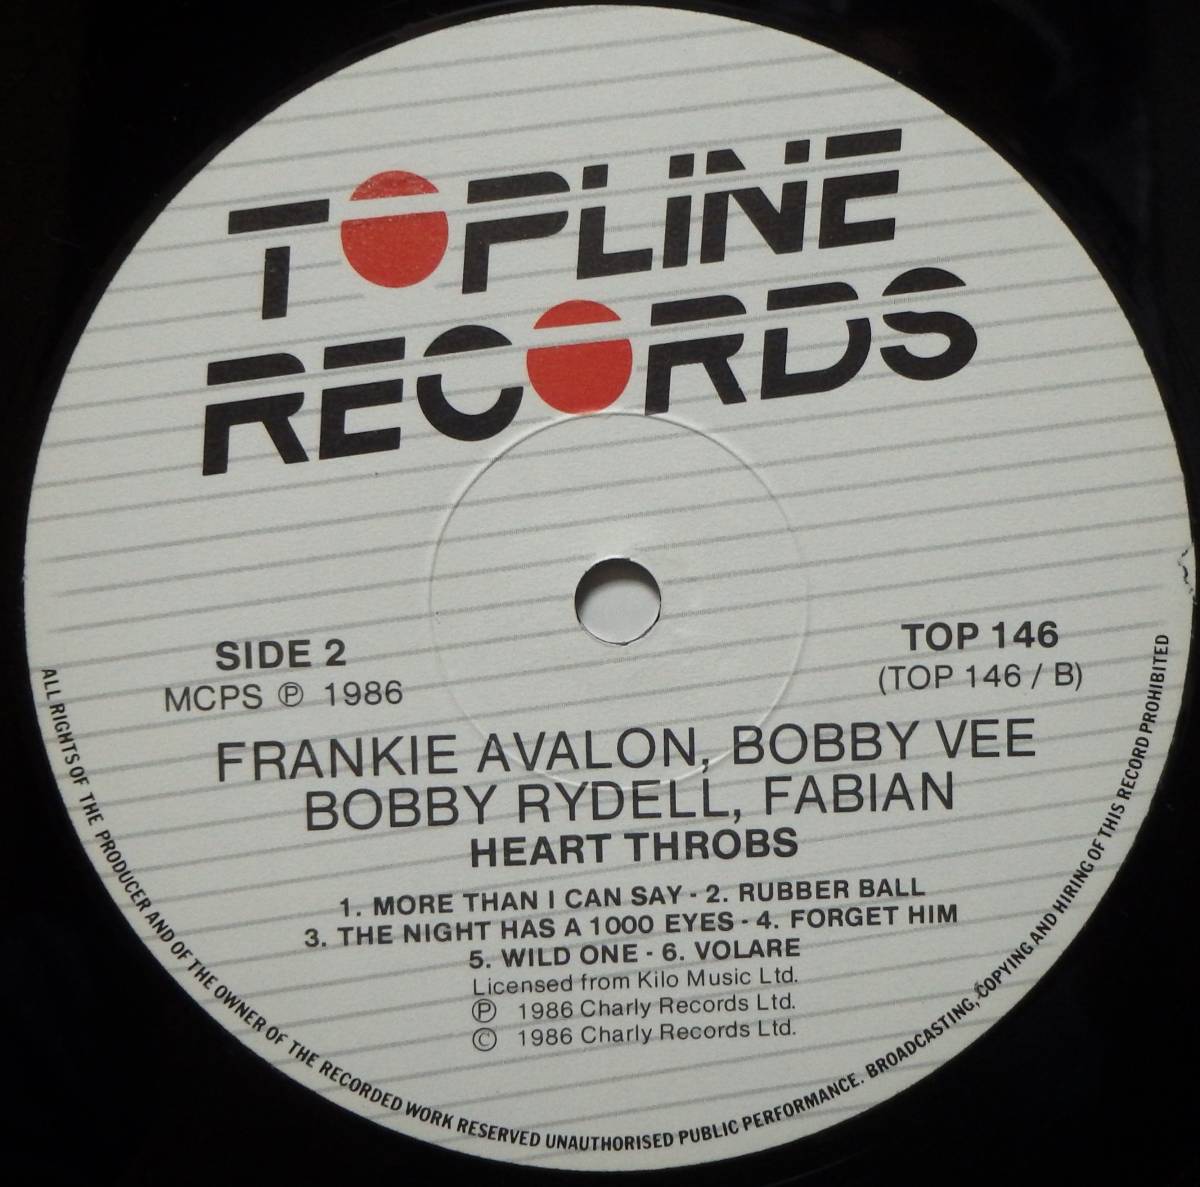 TOPLINE
RECORDS
SIDE 2
MCPS Ⓟ 1986
TOP 146
(TOP 146 / B)
FRANKIE AVALON, BOBBY VEE
BOBBY RYDELL, FABIAN
HEART THROBS
1. MORE THAN I CAN SAY - 2. RUBBER BALL
3. THE NIGHT HAS A 1000 EYES - 4. FORGET HIM
5. WILD ONE - 6. VOLARE
Licensed from Kilo Music Ltd.
Ⓟ 1986 Charly Records Ltd.
© 1986 Charly Records Ltd.
ALL RIGHTS OF THE PRODUCER AND OF THE OWNER OF THE RECORDED WORK RESERVED UNAUTHORISED PUBLIC PERFORMANCE. BROADCASTING, COPYING AND HIRING OF THIS RECORD PROHIBITED